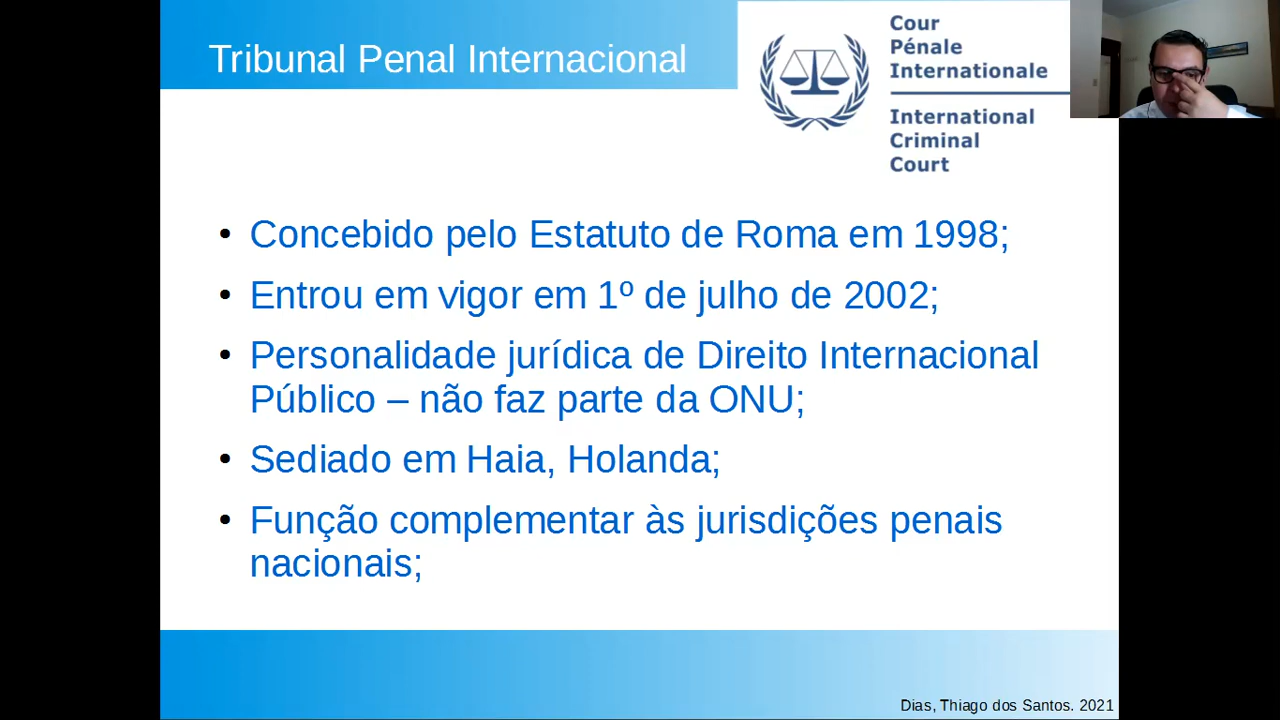 Tribunal Penal Internacional
Cour
Pénale
Internationale
International
Criminal
Court
• Concebido pelo Estatuto de Roma em 1998;
• Entrou em vigor em 1º de julho de 2002;
• Personalidade jurídica de Direito Internacional
Público – não faz parte da ONU;
• Sediado em Haia, Holanda;
• Função complementar às jurisdições penais
nacionais;
Dias, Thiago dos Santos. 2021